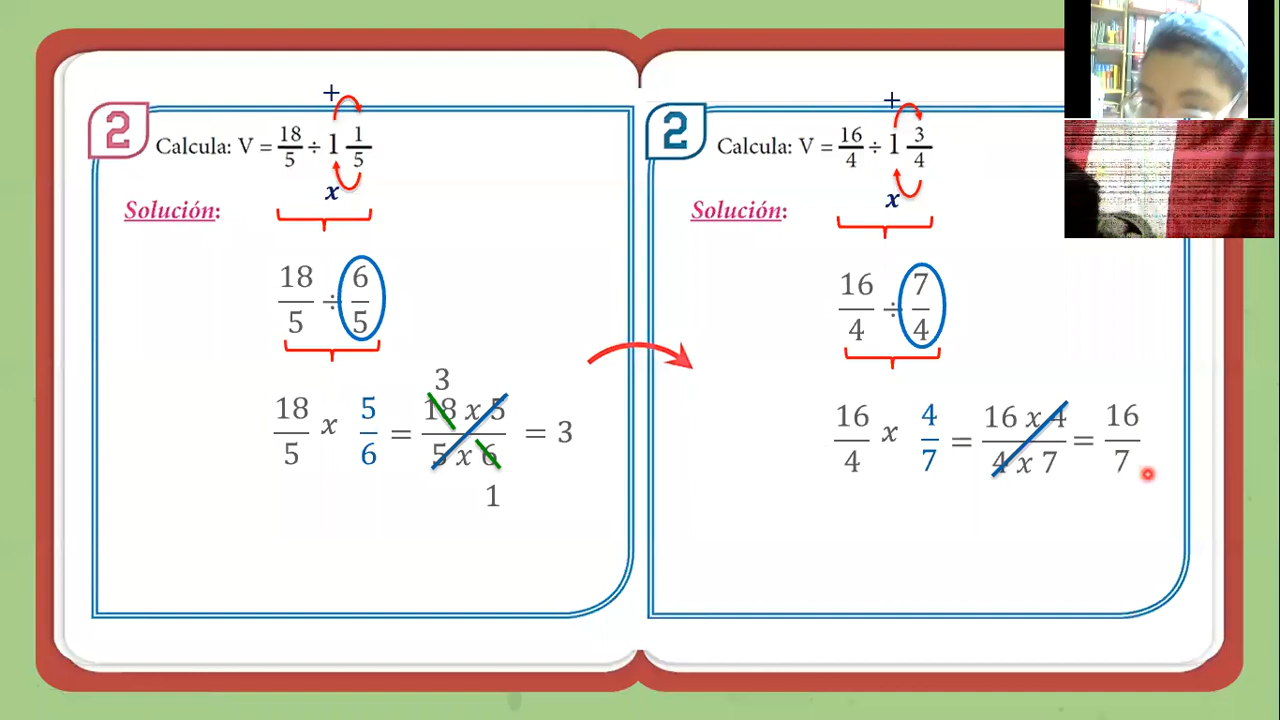 2
Calcula: V = 18/5 ÷ 1 1/5
+
x
Solución:
18/5 ÷ 6/5
18/5 x 5/6 = 18 x 5 / 5 x 6 = 3
3
1
2
Calcula: V = 16/4 ÷ 1 3/4
+
x
Solución:
16/4 ÷ 7/4
16/4 x 4/7 = 16 x 4 / 4 x 7 = 16/7